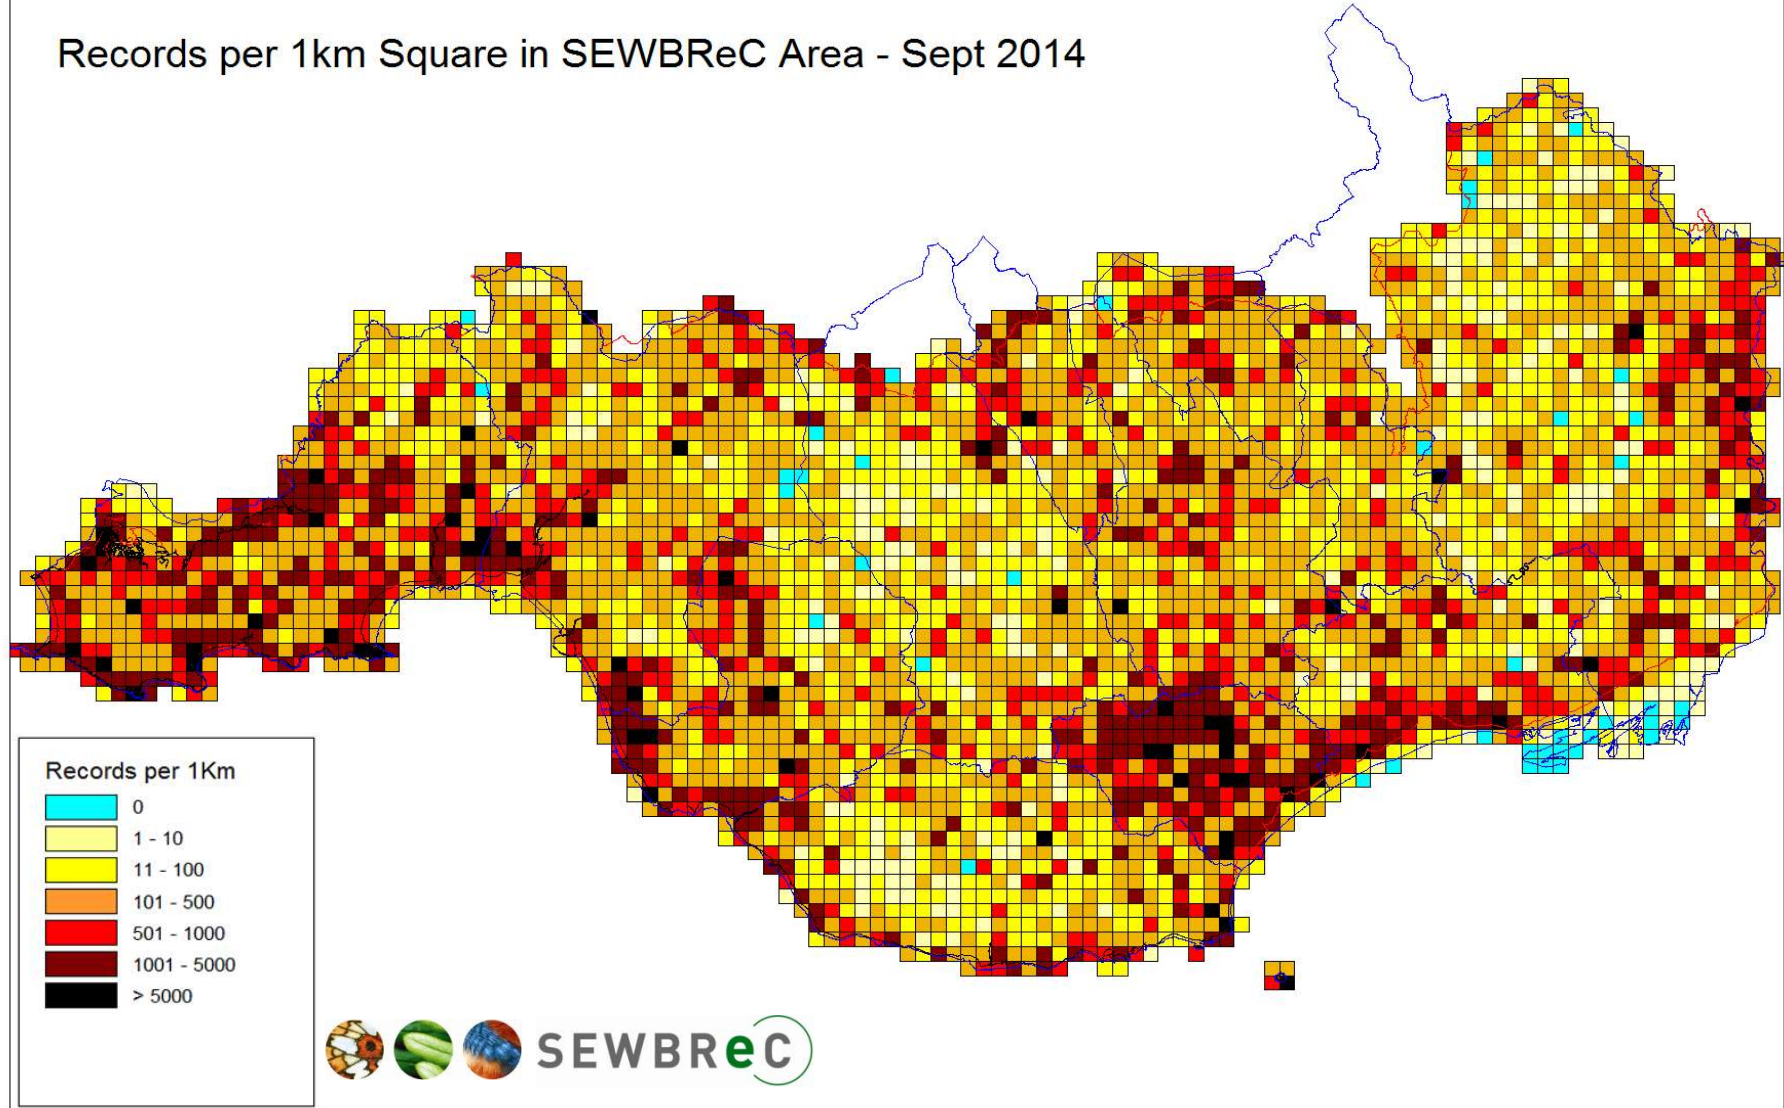 Records per 1km Square in SEWBReC Area - Sept 2014
Records per 1Km
0
1 - 10
11 - 100
101 - 500
501 - 1000
1001 - 5000
> 5000
SEWBReC